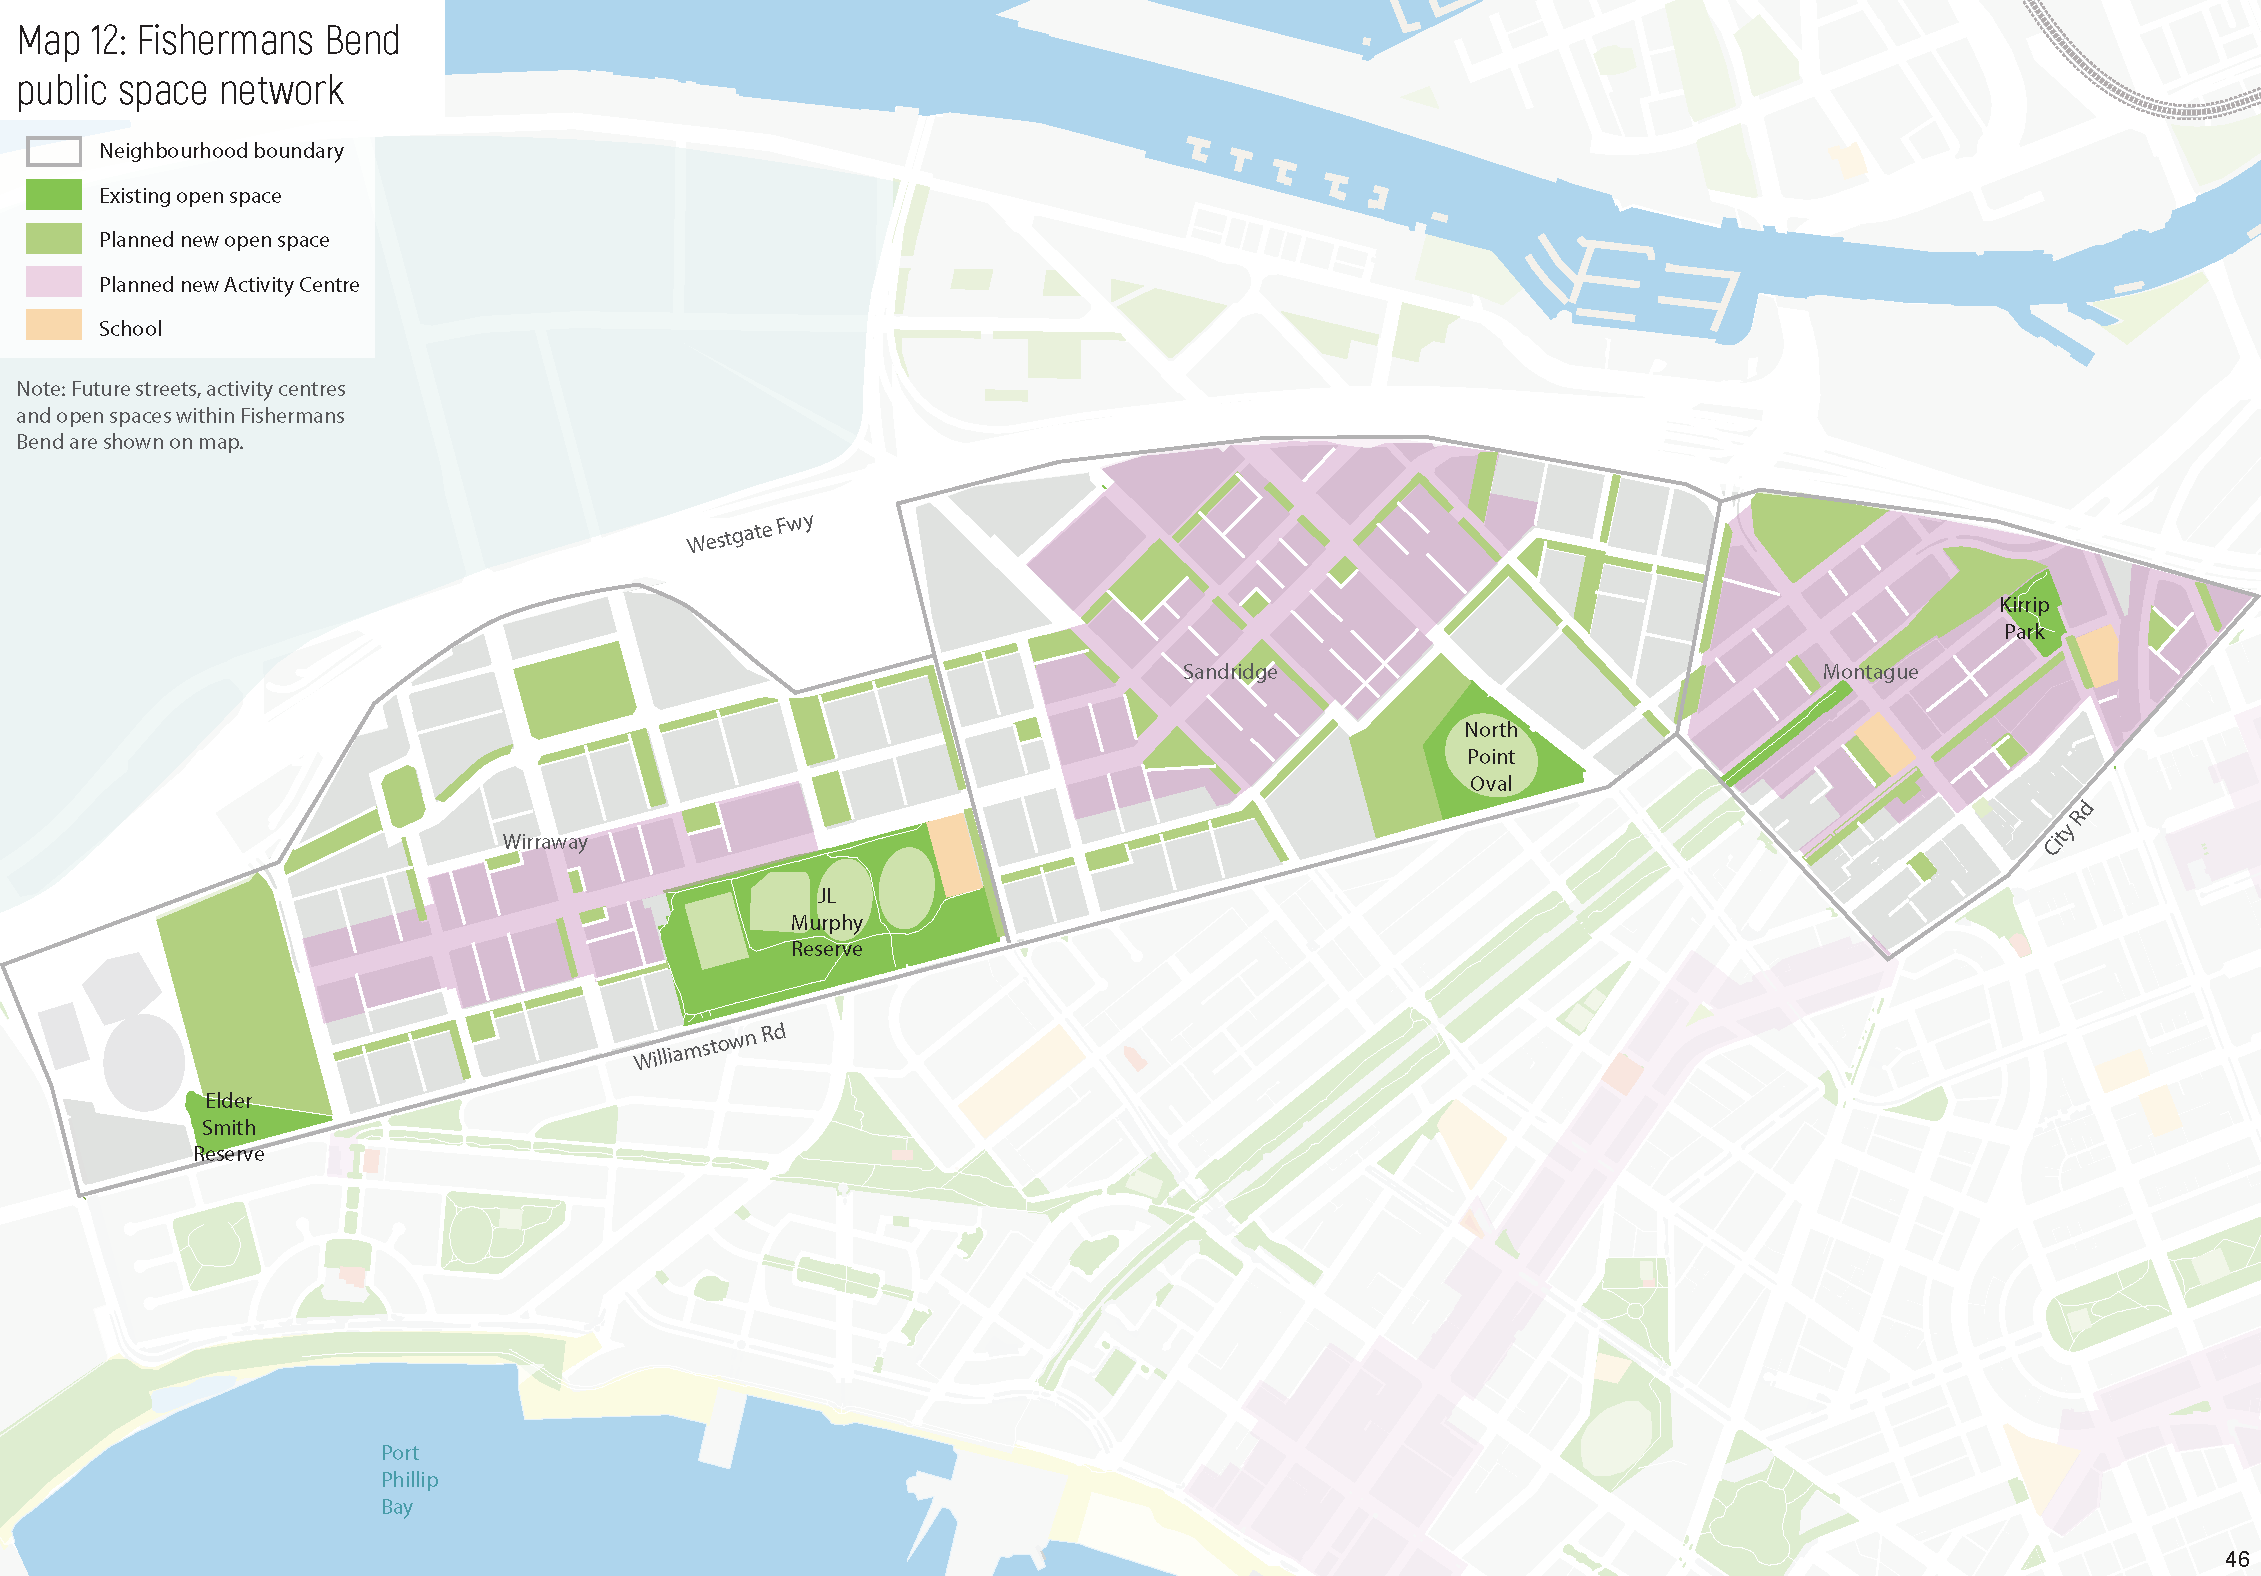 Map 12: Fishermans Bend
public space network
Neighbourhood boundary
Existing open space
Planned new open space
Planned new Activity Centre
School
Note: Future streets, activity centres
and open spaces within Fishermans
Bend are shown on map.
Westgate Fwy
Kirrip
Park
Sandridge
Montague
North
Point
Oval
City Rd
Wirraway
JL
Murphy
Reserve
Williamstown Rd
Elder
Smith
Reserve
Port
Phillip
Bay
46